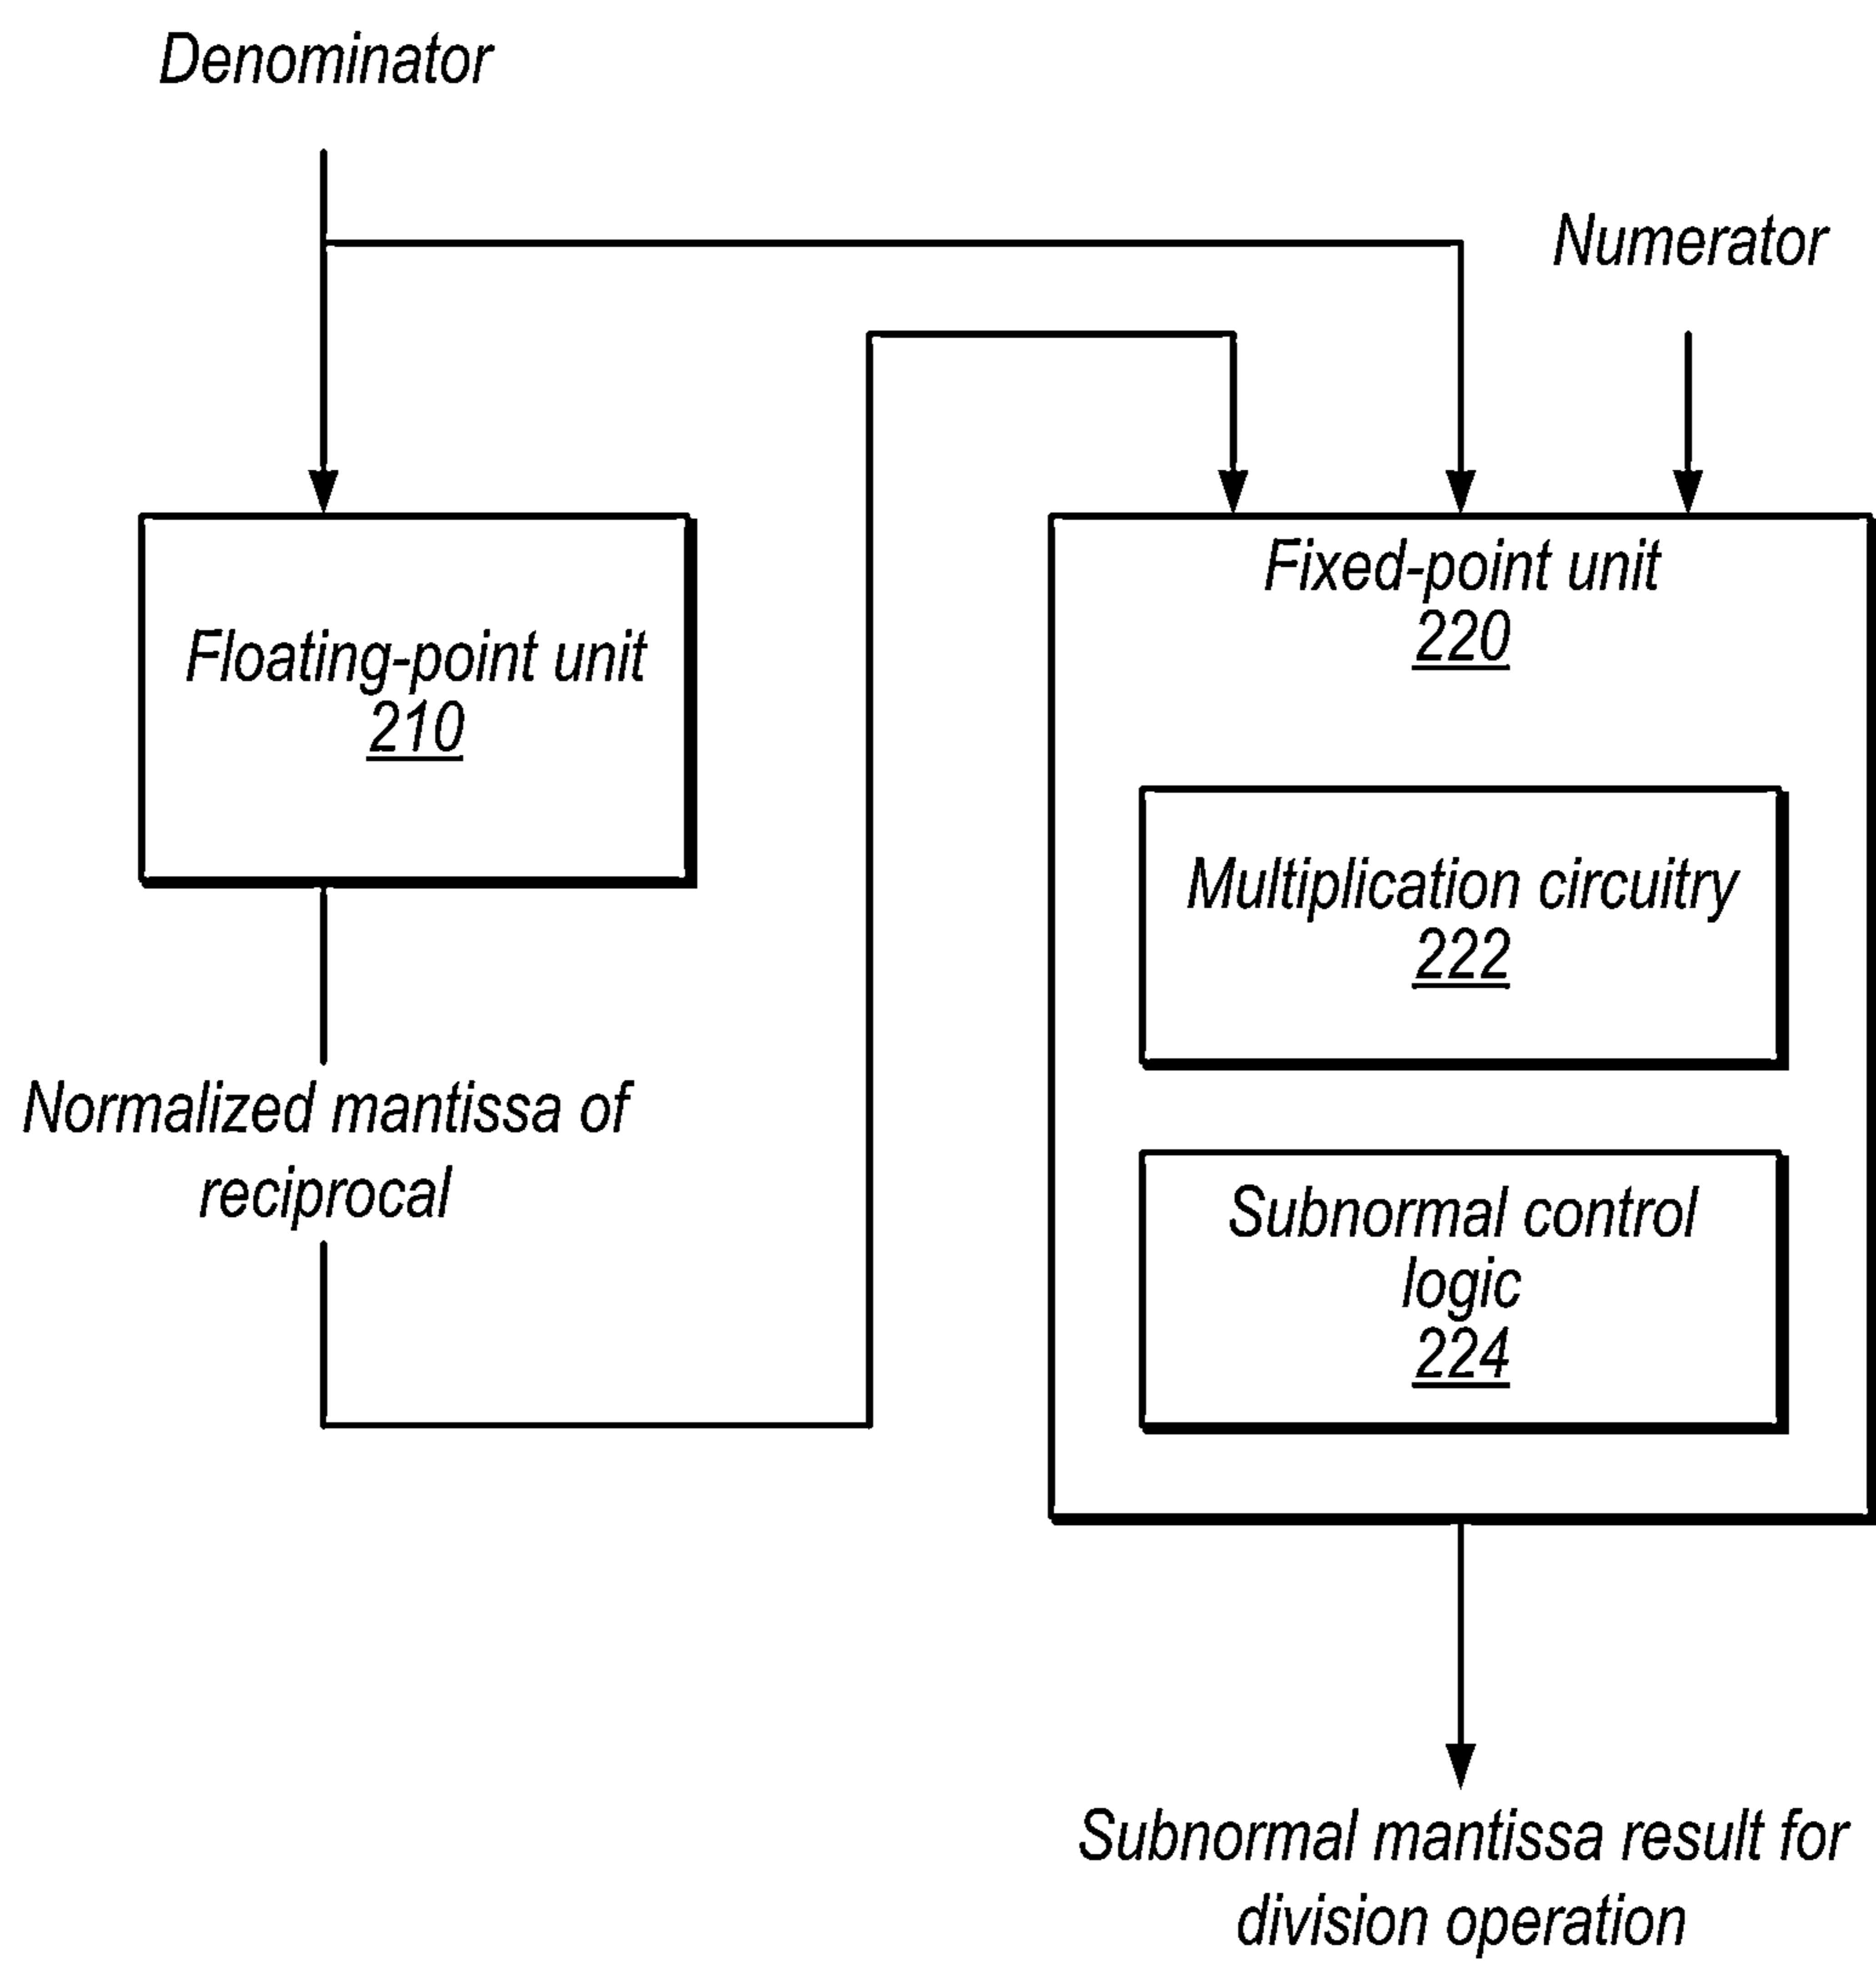 Denominator
Numerator
Floating-point unit
210
Normalized mantissa of
reciprocal
Fixed-point unit
220
Multiplication circuitry
222
Subnormal control
logic
224
Subnormal mantissa result for
division operation